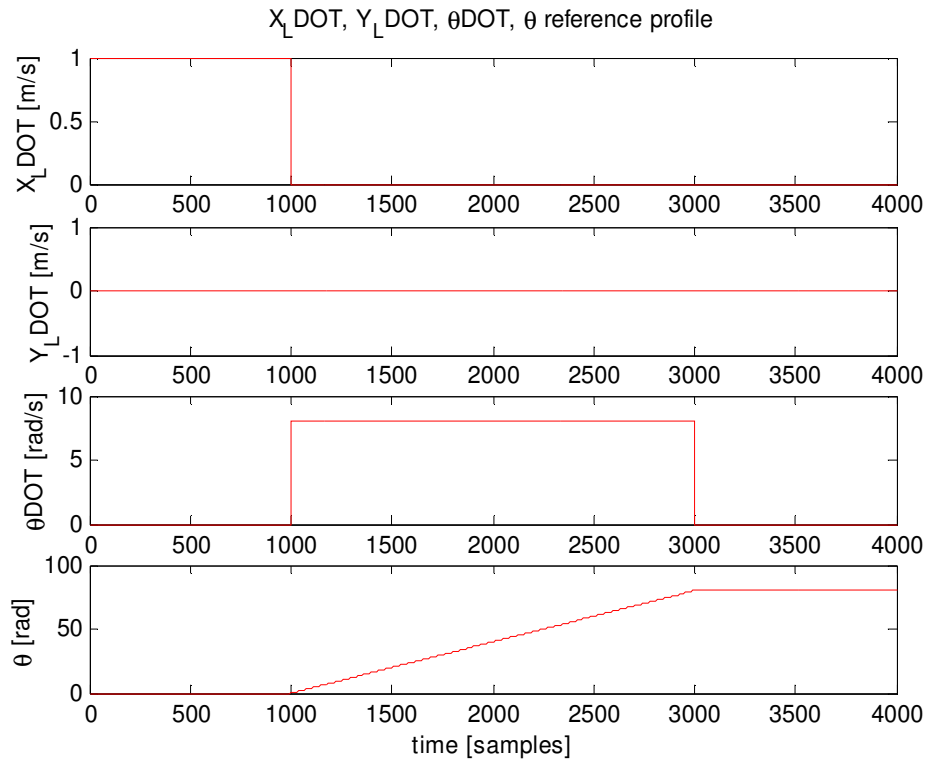 X_LDOT, Y_LDOT, θDOT, θ reference profile
X_LDOT [m/s]
1
0.5
0
0 500 1000 1500 2000 2500 3000 3500 4000
Y_LDOT [m/s]
1
0
-1
0 500 1000 1500 2000 2500 3000 3500 4000
θDOT [rad/s]
10
5
0
0 500 1000 1500 2000 2500 3000 3500 4000
θ [rad]
100
50
0
0 500 1000 1500 2000 2500 3000 3500 4000
time [samples]